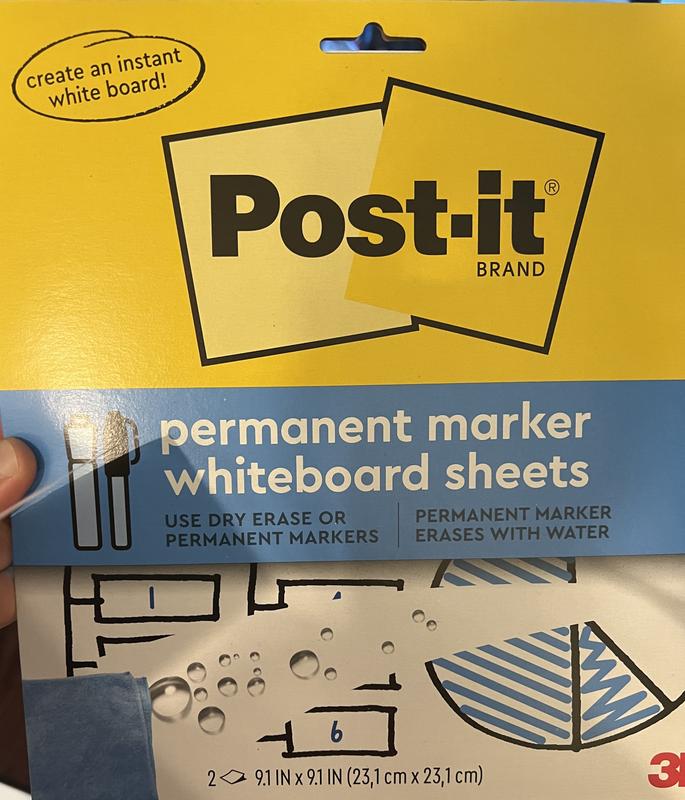 create an instant
white board!
Post-it®
BRAND
permanent marker
whiteboard sheets
USE DRY ERASE OR
PERMANENT MARKERS
PERMANENT MARKER
ERASES WITH WATER
1
6
2 9.1 IN x 9.1 IN (23,1 cm x 23,1 cm)